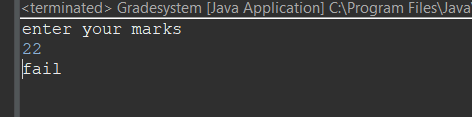 <terminated> Gradesystem [Java Application] C:\Program Files\Java\
enter your marks
22
fail